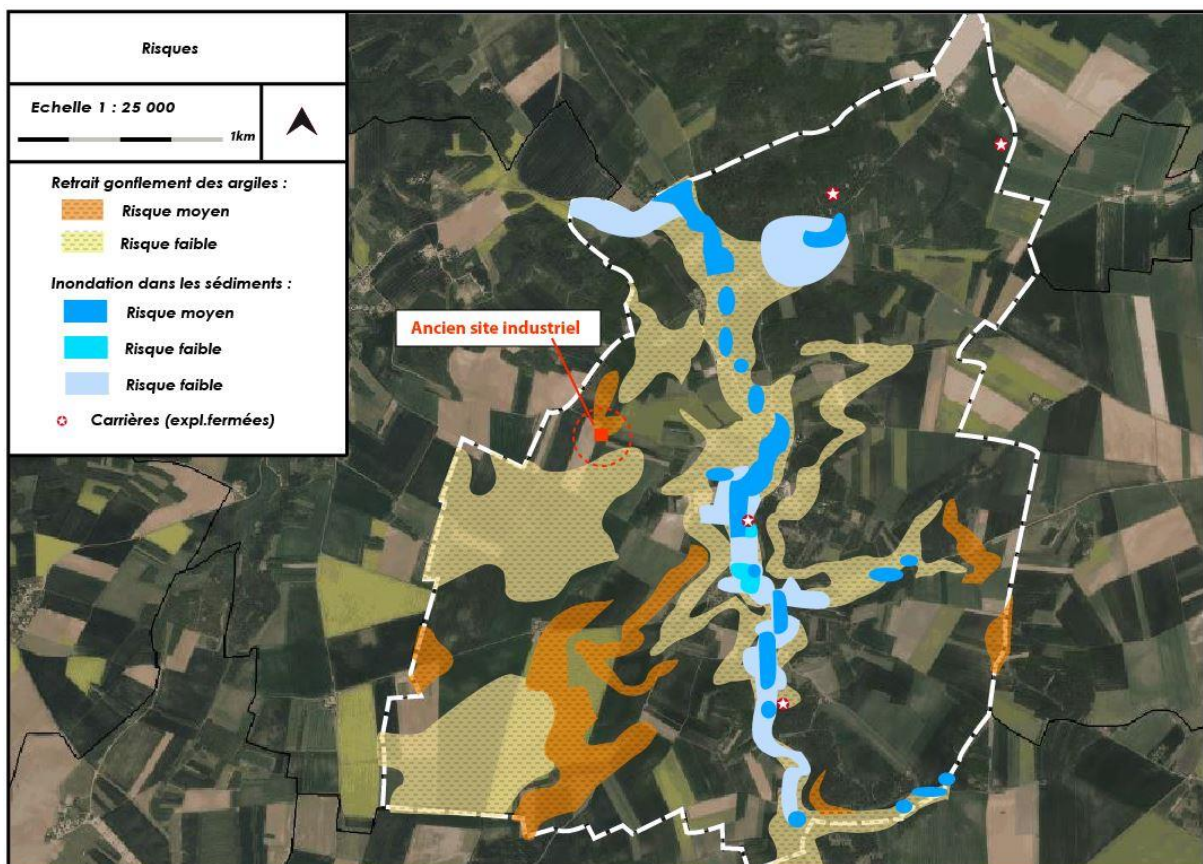 Risques
Echelle 1 : 25 000
1km
Retrait gonflement des argiles :
Risque moyen
Risque faible
Inondation dans les sédiments :
Risque moyen
Risque faible
Risque faible
Carrières (expl.fermées)
Ancien site industriel